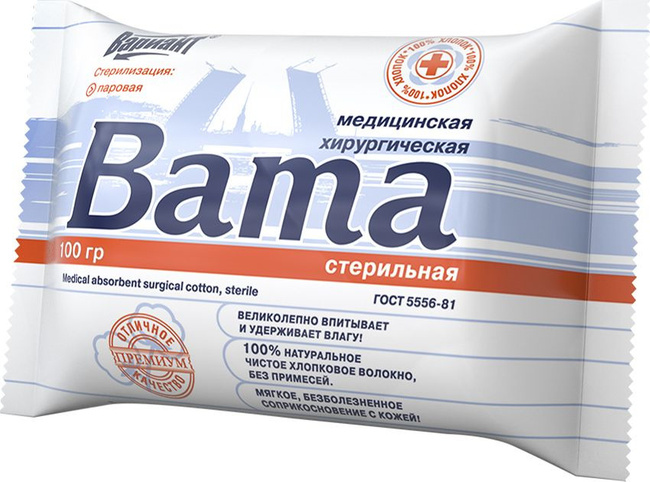 Вариант
Стерилизация:
паровая
100% ХЛОПОК*100% ХЛОПОК*100% ХЛОПОК*
медицинская
хирургическая
Вата
100 гр
стерильная
Medical absorbent surgical cotton, sterile
ГОСТ 5556-81
ВЕЛИКОЛЕПНО ВПИТЫВАЕТ
И УДЕРЖИВАЕТ ВЛАГУ!
100% НАТУРАЛЬНОЕ
ЧИСТОЕ ХЛОПКОВОЕ ВОЛОКНО,
БЕЗ ПРИМЕСЕЙ.
МЯГКОЕ, БЕЗБОЛЕЗНЕННОЕ
СОПРИКОСНОВЕНИЕ С КОЖЕЙ!
ОТЛИЧНОЕ
ПРЕМИУМ
КАЧЕСТВО